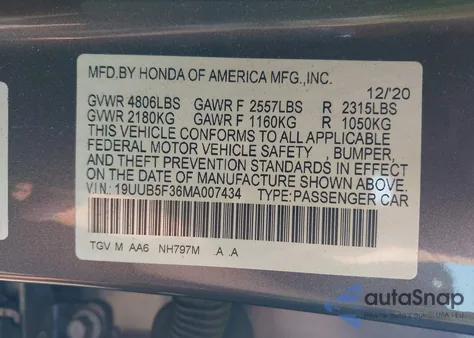 MFD.BY HONDA OF AMERICA MFG.,INC.
12/'20
GVWR 4806LBS GAWR F 2557LBS R 2315LBS
GVWR 2180KG GAWR F 1160KG R 1050KG
THIS VEHICLE CONFORMS TO ALL APPLICABLE
FEDERAL MOTOR VEHICLE SAFETY , BUMPER,
AND THEFT PREVENTION STANDARDS IN EFFECT
ON THE DATE OF MANUFACTURE SHOWN ABOVE.
VIN: 19UUB5F36MA007434 TYPE:PASSENGER CAR
TGV M AA6 NH797M .A .A
autoSnap